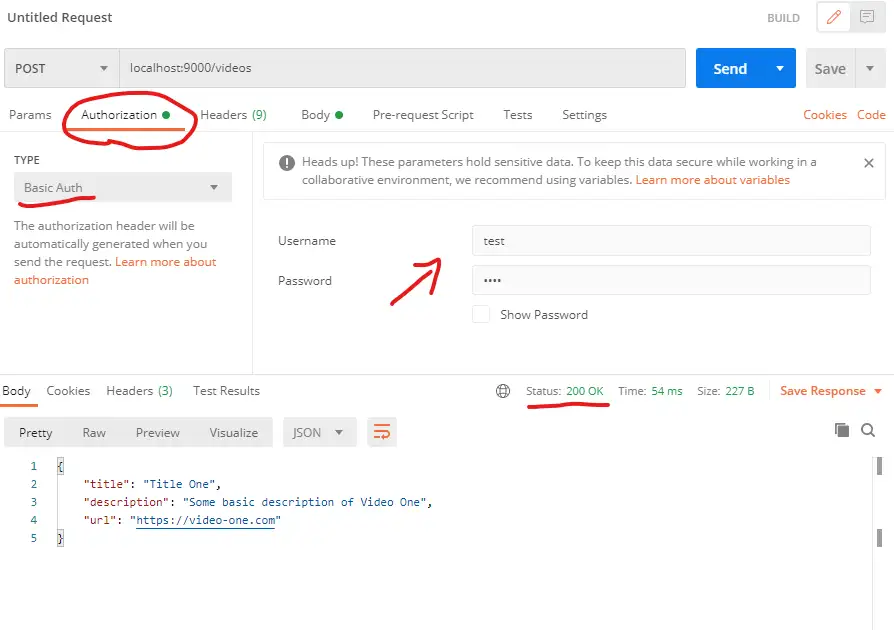 Untitled Request
BUILD
POST
localhost:9000/videos
Send
Save
Params
Authorization
Headers (9)
Body
Pre-request Script
Tests
Settings
Cookies
Code
TYPE
Basic Auth
The authorization header will be
automatically generated when you
send the request. Learn more about
authorization
Heads up! These parameters hold sensitive data. To keep this data secure while working in a
collaborative environment, we recommend using variables. Learn more about variables
Username
test
Password
••••
Show Password
Body
Cookies
Headers (3)
Test Results
Status: 200 OK
Time: 54 ms
Size: 227 B
Save Response
Pretty
Raw
Preview
Visualize
JSON
1 {
2 "title": "Title One",
3 "description": "Some basic description of Video One",
4 "url": "https://video-one.com"
5 }